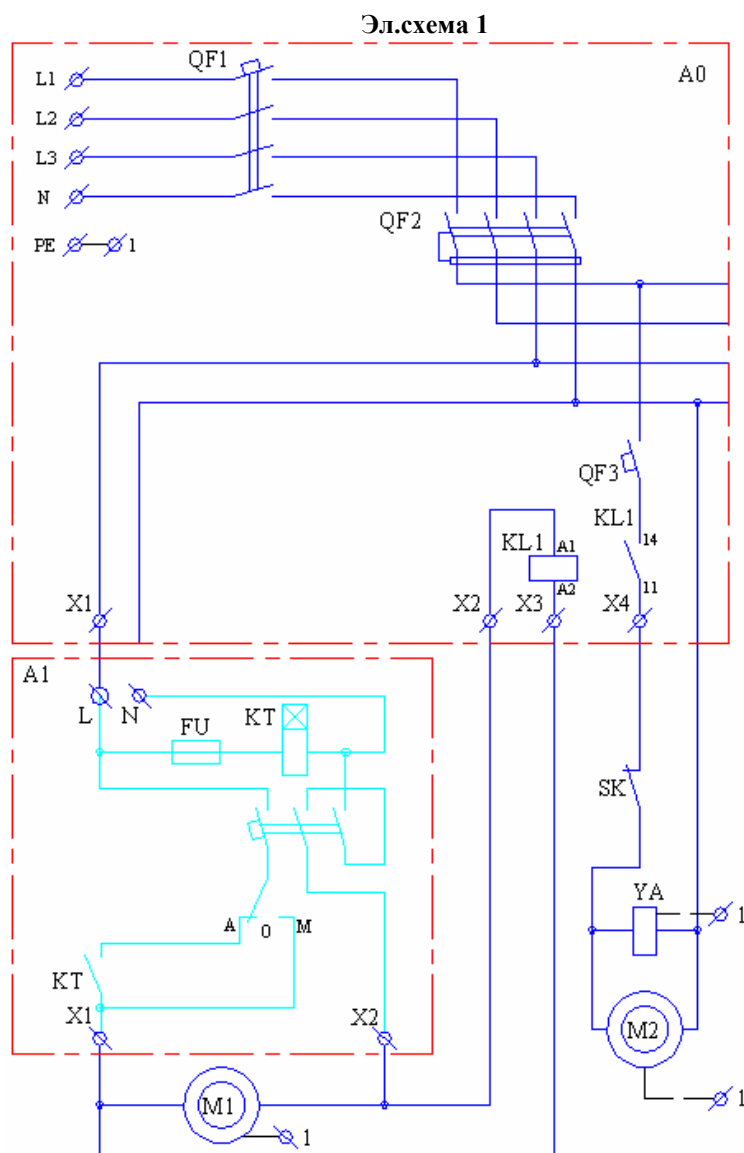 Эл.схема 1
QF1
A0
L1
L2
L3
N
QF2
PE 1
QF3
KL1
14
KL1 A1
A2
11
X1
X2 X3 X4
A1
L N
FU
KT
SK
A 0 M
YA
1
KT
X1 X2
M2
M1
1
1